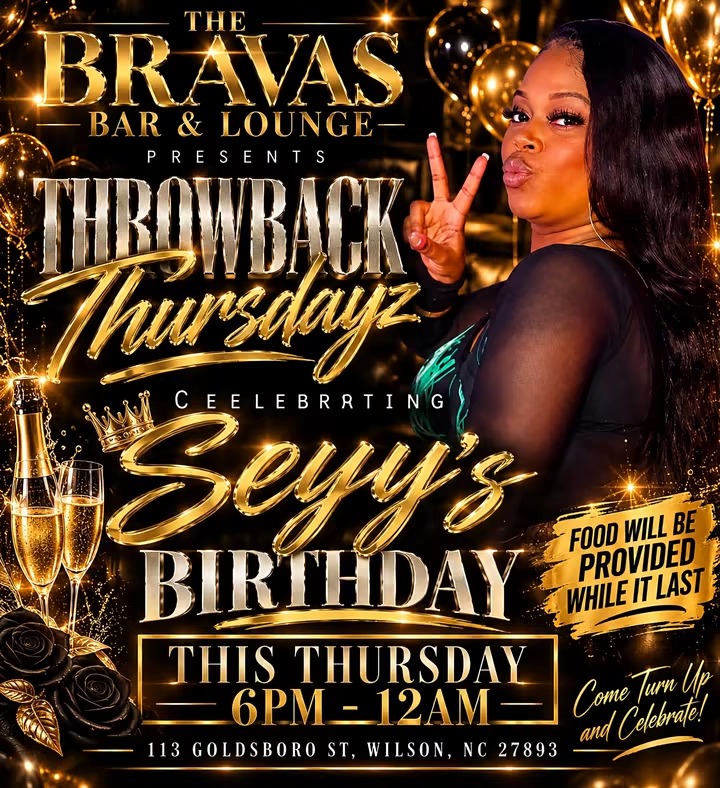 THE
BRAVAS
BAR & LOUNGE
PRESENTS
THROWBACK
Thursdayz
CEELEBRATING
Seyy's
BIRTHDAY
FOOD WILL BE
PROVIDED
WHILE IT LAST
THIS THURSDAY
6PM - 12AM
Come Turn Up
and Celebrate!
113 GOLDSBORO ST, WILSON, NC 27893